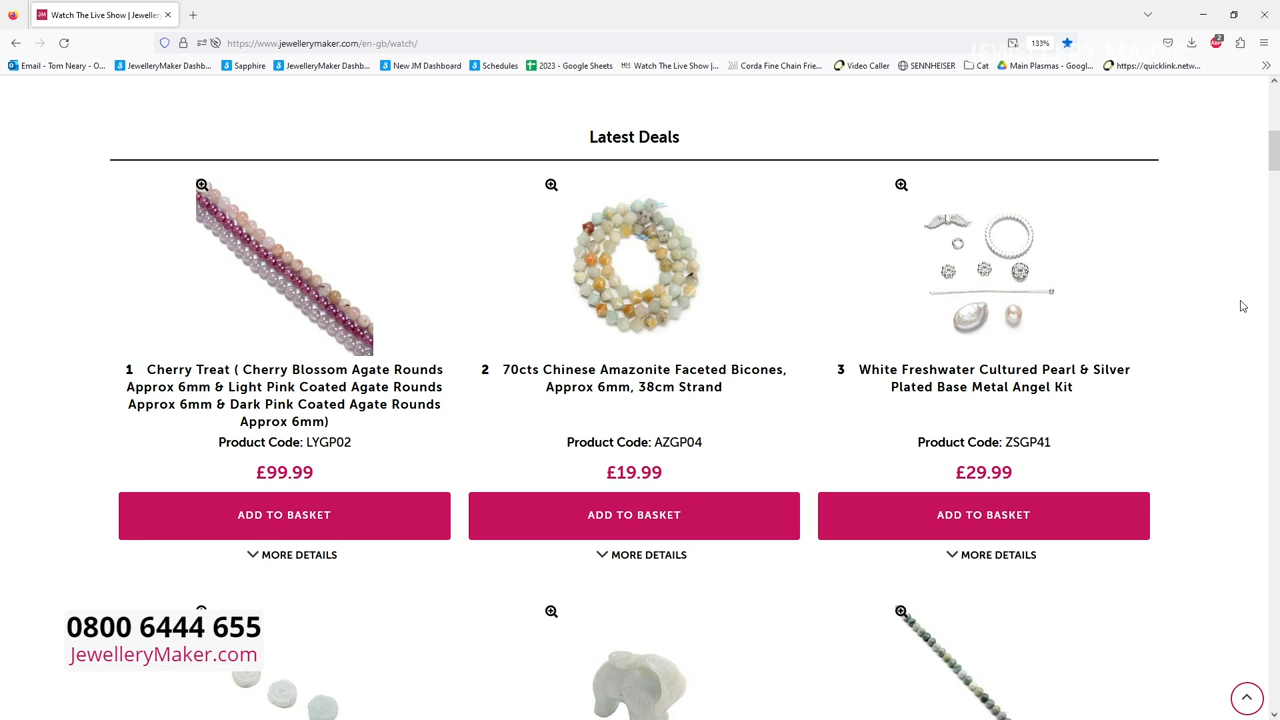 Watch The Live Show | Jeweller
https://www.jewellerymaker.com/en-gb/watch/
133%
2
Email - Tom Neary - O...
JewelleryMaker Dashb...
Sapphire
JewelleryMaker Dashb...
New JM Dashboard
Schedules
2023 - Google Sheets
Watch The Live Show |...
Corda Fine Chain Frie...
Video Caller
SENNHEISER
Cat
Main Plasmas - Googl...
https://quicklink.netw...
Latest Deals
1 Cherry Treat ( Cherry Blossom Agate Rounds
Approx 6mm & Light Pink Coated Agate Rounds
Approx 6mm & Dark Pink Coated Agate Rounds
Approx 6mm)
Product Code: LYGP02
£99.99
ADD TO BASKET
MORE DETAILS
2 70cts Chinese Amazonite Faceted Bicones,
Approx 6mm, 38cm Strand
Product Code: AZGP04
£19.99
ADD TO BASKET
MORE DETAILS
3 White Freshwater Cultured Pearl & Silver
Plated Base Metal Angel Kit
Product Code: ZSGP41
£29.99
ADD TO BASKET
MORE DETAILS
0800 6444 655
JewelleryMaker.com